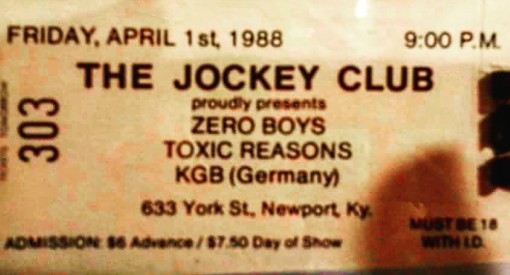 FRIDAY, APRIL 1st, 1988 9:00 P.M.
THE JOCKEY CLUB
proudly presents
303
ZERO BOYS
TOXIC REASONS
KGB (Germany)
633 York St., Newport, Ky.
MUST BE 18
ADMISSION: $6 Advance / $7.50 Day of Show
WITH I.D.